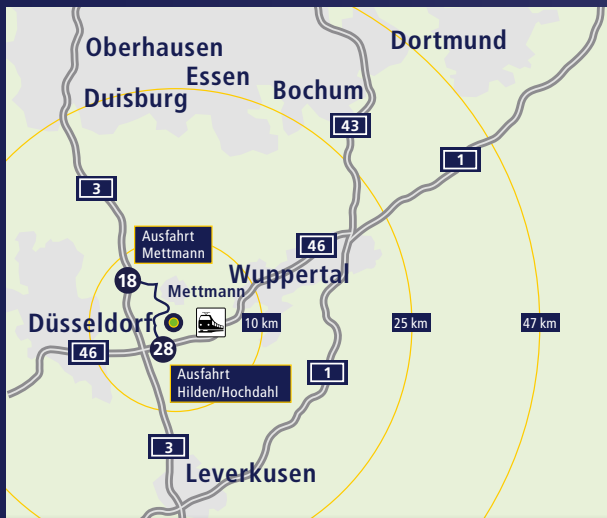 Oberhausen
Dortmund
Essen
Duisburg
Bochum
43
1
3
Ausfahrt
Mettmann
46
Wuppertal
18
Mettmann
Düsseldorf
10 km
25 km
47 km
46
28
Ausfahrt
Hilden/Hochdahl
1
3
Leverkusen